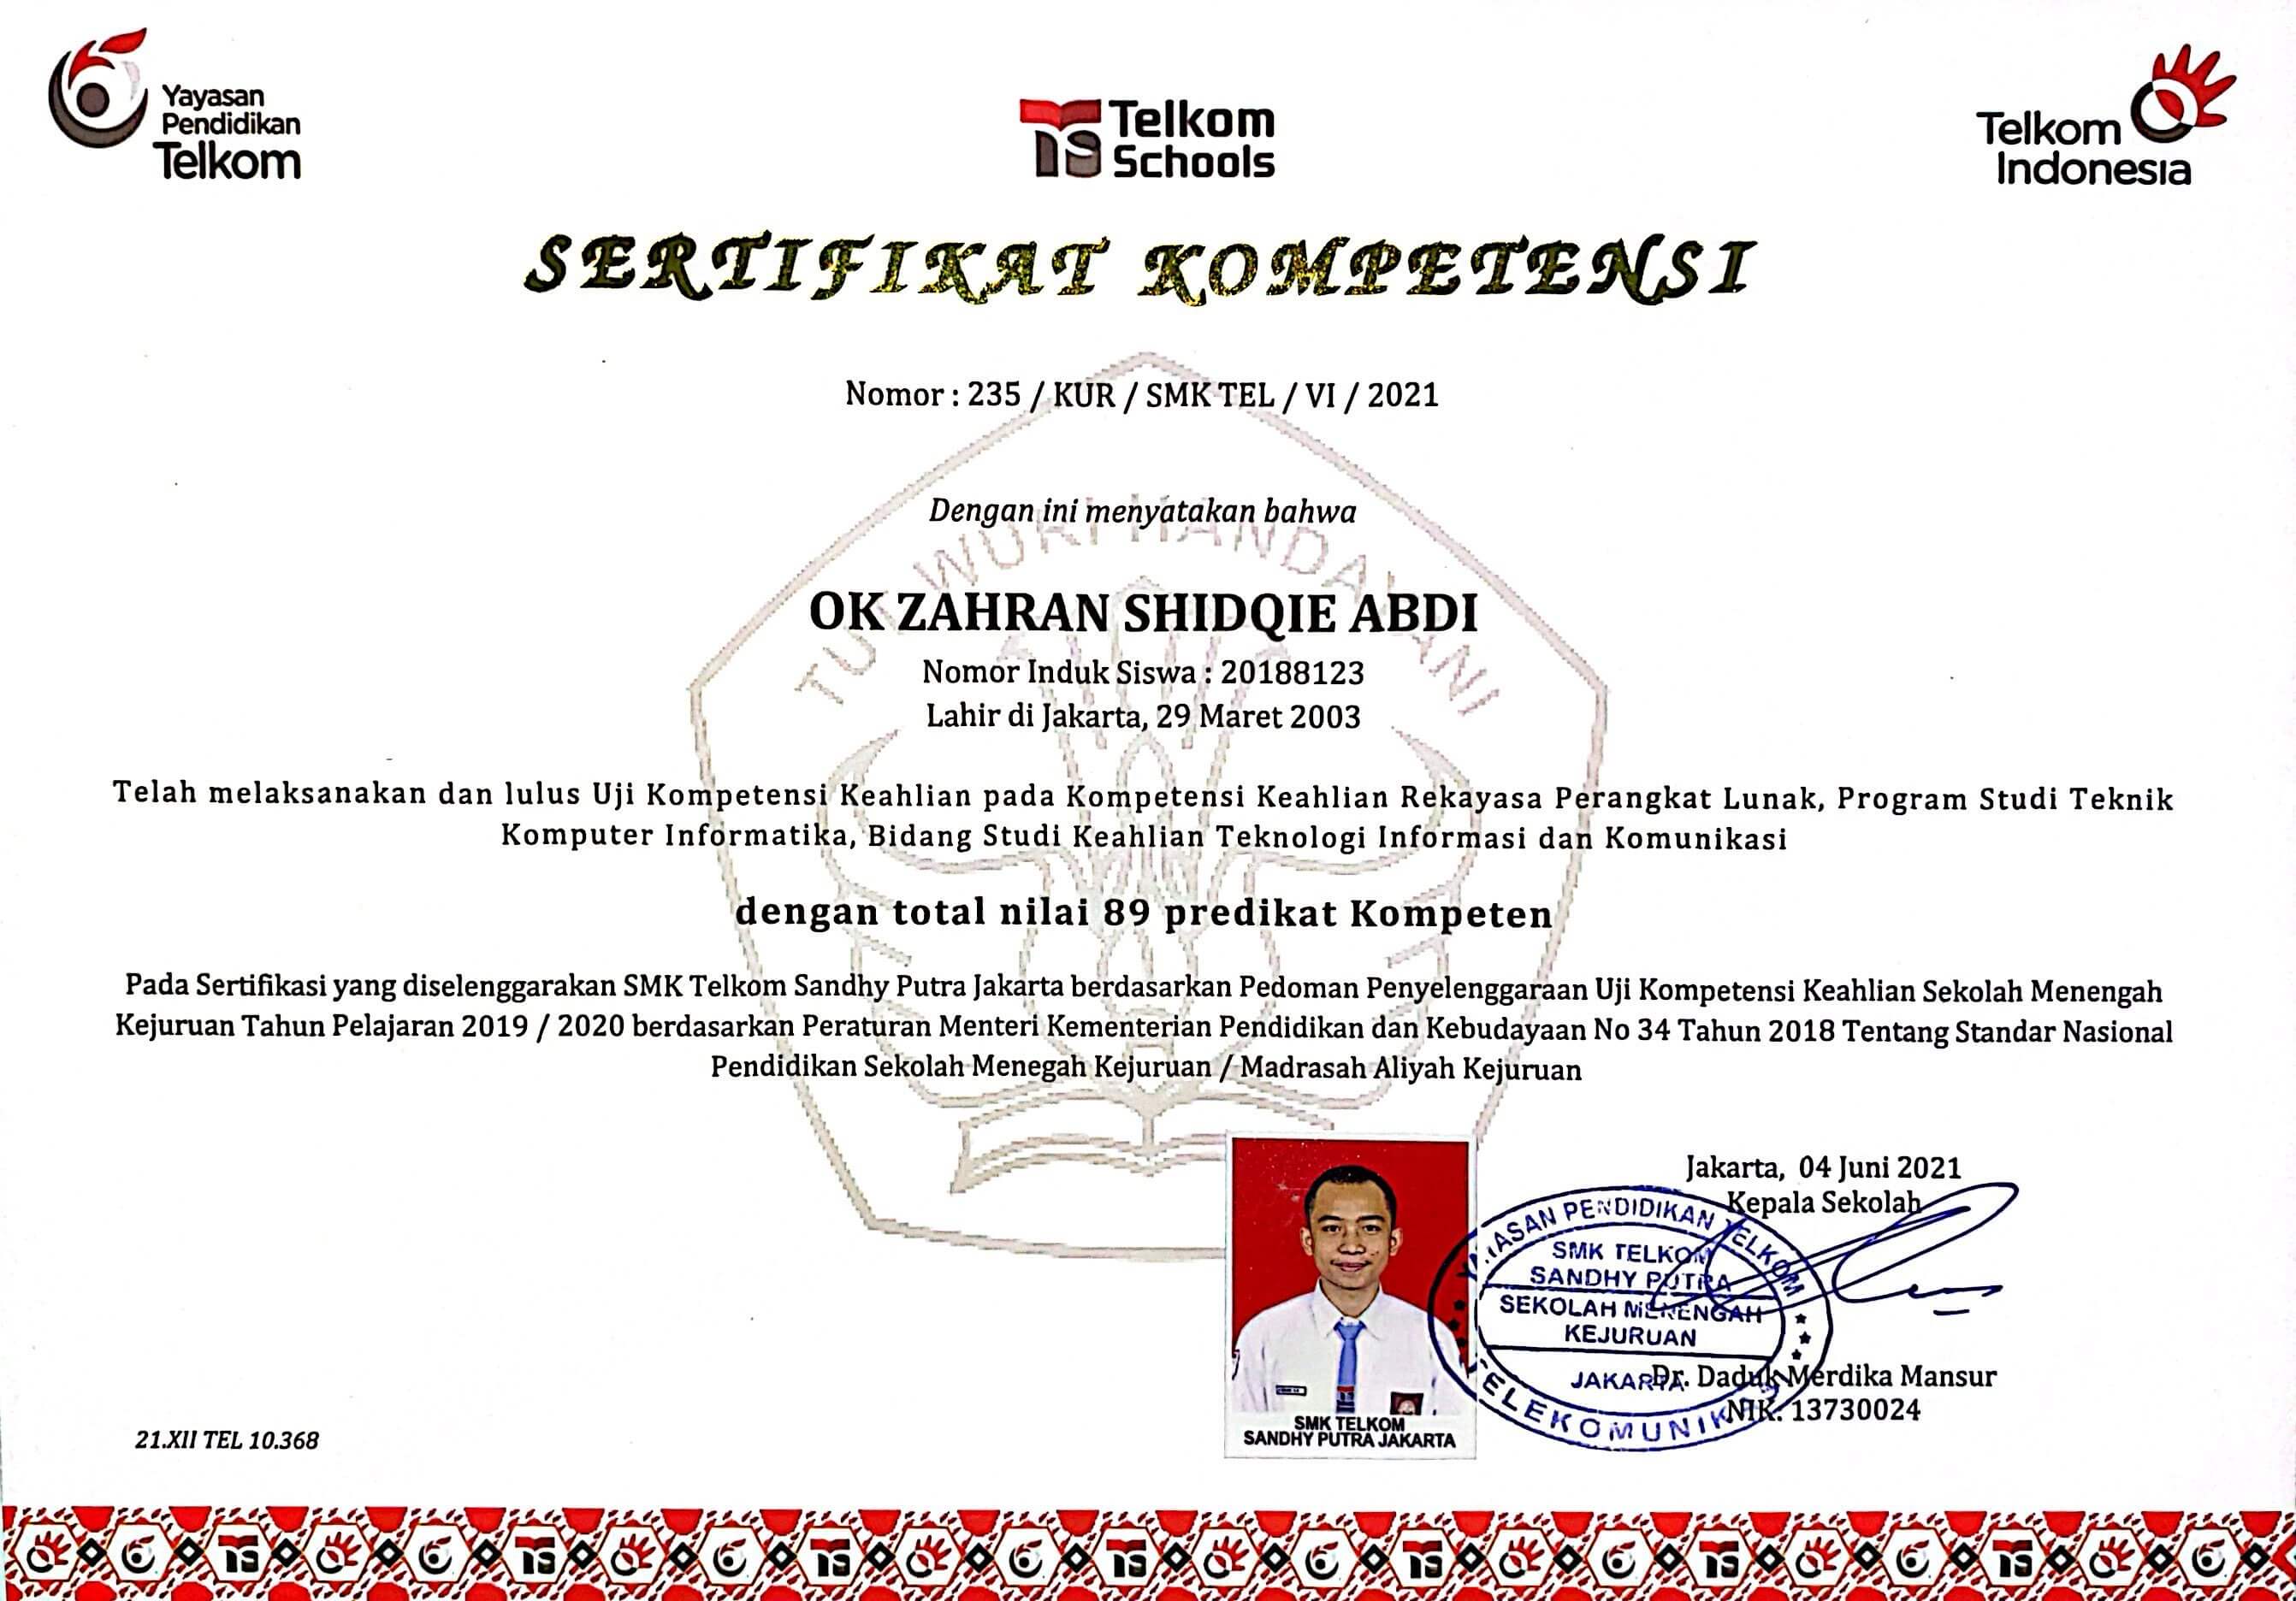 Yayasan
Pendidikan
Telkom
Telkom
Schools
Telkom
Indonesia
SERTIFIKAT KOMPETENSI
Nomor : 235 / KUR / SMK TEL / VI / 2021
Dengan ini menyatakan bahwa
TUT WURI HANDAYANI
OK ZAHRAN SHIDQIE ABDI
Nomor Induk Siswa : 20188123
Lahir di Jakarta, 29 Maret 2003
Telah melaksanakan dan lulus Uji Kompetensi Keahlian pada Kompetensi Keahlian Rekayasa Perangkat Lunak, Program Studi Teknik
Komputer Informatika, Bidang Studi Keahlian Teknologi Informasi dan Komunikasi
dengan total nilai 89 predikat Kompeten
Pada Sertifikasi yang diselenggarakan SMK Telkom Sandhy Putra Jakarta berdasarkan Pedoman Penyelenggaraan Uji Kompetensi Keahlian Sekolah Menengah
Kejuruan Tahun Pelajaran 2019 / 2020 berdasarkan Peraturan Menteri Kementerian Pendidikan dan Kebudayaan No 34 Tahun 2018 Tentang Standar Nasional
Pendidikan Sekolah Menegah Kejuruan / Madrasah Aliyah Kejuruan
Jakarta, 04 Juni 2021
Kepala Sekolah
YAYASAN PENDIDIKAN TELKOM
SMK TELKOM
SANDHY PUTRA
SEKOLAH MENENGAH
KEJURUAN
JAKARTA
TELEKOMUNIKASI
Dr. Daduk Merdika Mansur
NIK. 13730024
SMK TELKOM
SANDHY PUTRA JAKARTA
21.XII TEL 10.368